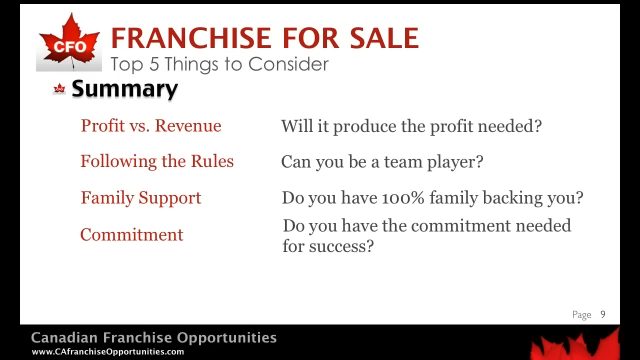 CFO
FRANCHISE FOR SALE
Top 5 Things to Consider
Summary
Profit vs. Revenue Will it produce the profit needed?
Following the Rules Can you be a team player?
Family Support Do you have 100% family backing you?
Commitment Do you have the commitment needed
for success?
Page 9
Canadian Franchise Opportunities
www.CAfranchiseOpportunities.com